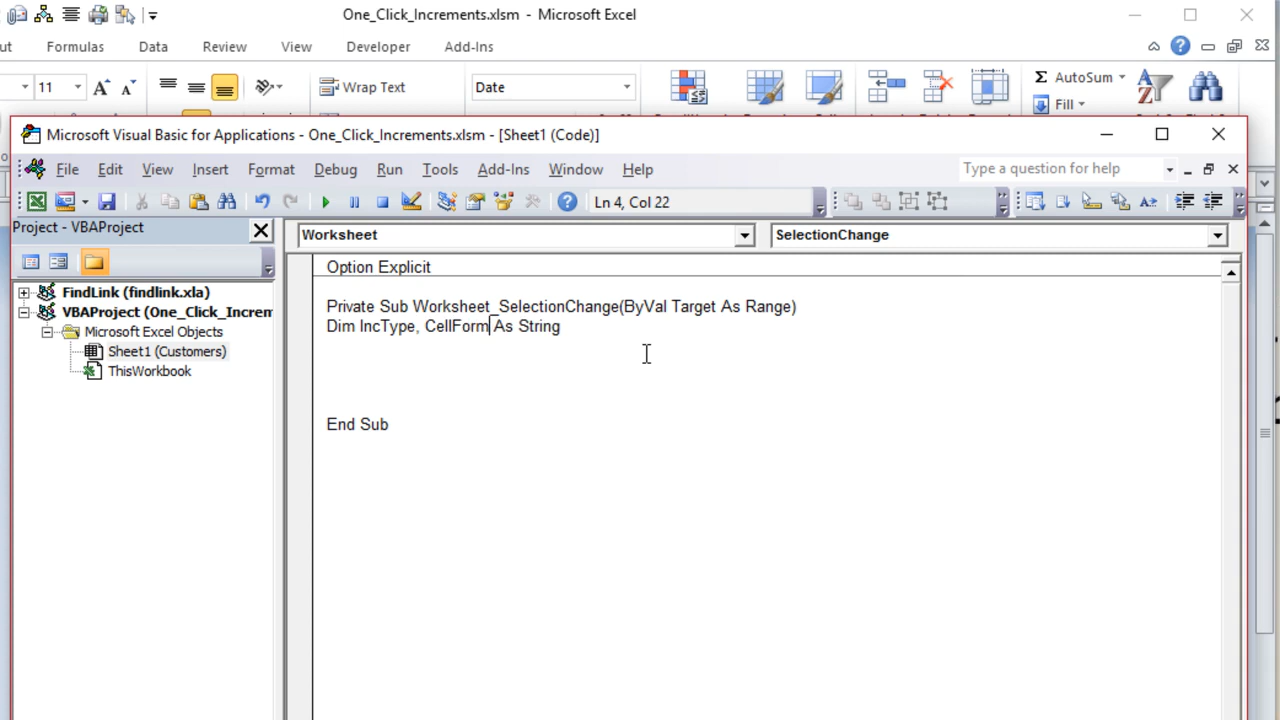 One_Click_Increments.xlsm - Microsoft Excel
ut Formulas Data Review View Developer Add-Ins
11 A A Wrap Text Date Σ AutoSum
Fill
Microsoft Visual Basic for Applications - One_Click_Increments.xlsm - [Sheet1 (Code)]
File Edit View Insert Format Debug Run Tools Add-Ins Window Help Type a question for help
Ln 4, Col 22
Project - VBAProject
Worksheet SelectionChange
FindLink (findlink.xla)
VBAProject (One_Click_Increm
Microsoft Excel Objects
Sheet1 (Customers)
ThisWorkbook
Option Explicit
Private Sub Worksheet_SelectionChange(ByVal Target As Range)
Dim IncType, CellForm As String
End Sub